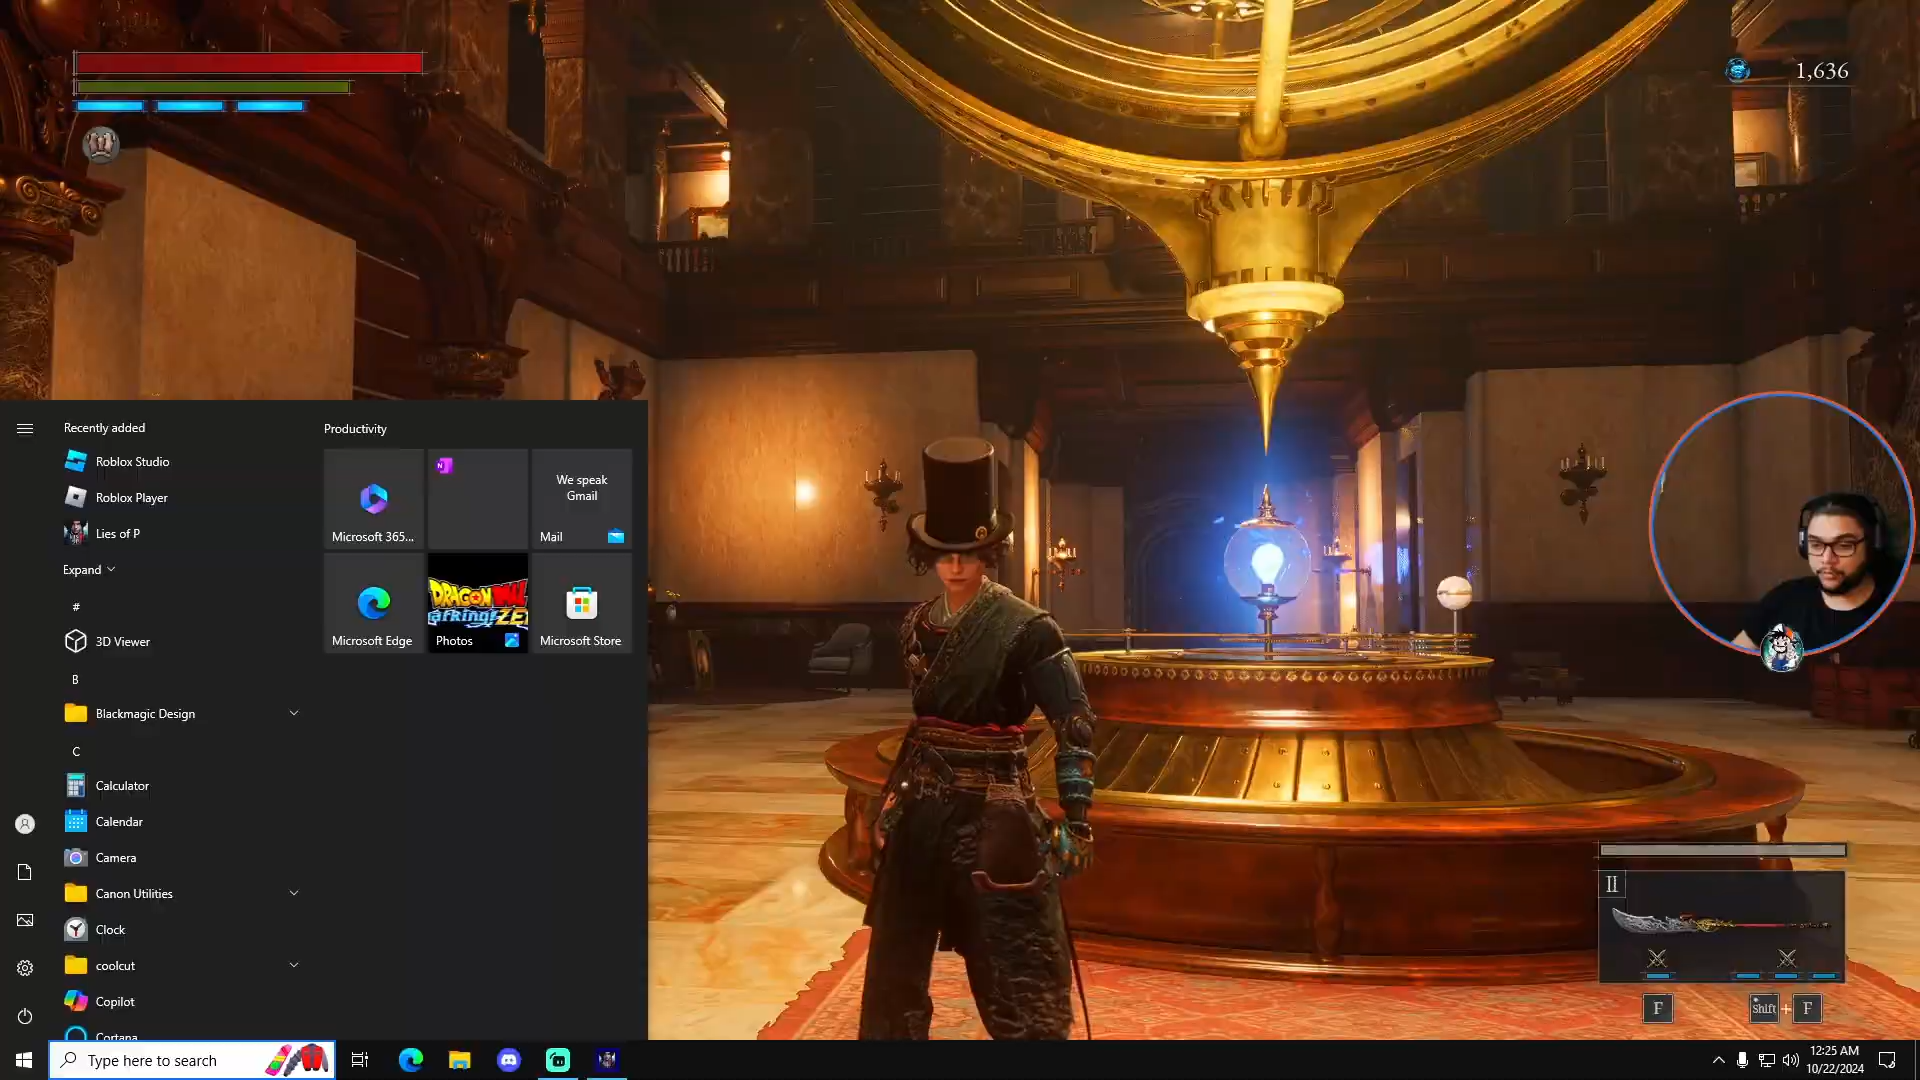 1,636
Recently added
Roblox Studio
Roblox Player
Lies of P
Expand
#
3D Viewer
B
Blackmagic Design
C
Calculator
Calendar
Camera
Canon Utilities
Clock
coolcut
Copilot
Cortana
Productivity
Microsoft 365...
N
We speak
Gmail
Mail
Microsoft Edge
DRAGON BALL
Photos
Microsoft Store
II
F
Shift + F
Type here to search
12:25 AM
10/22/2024